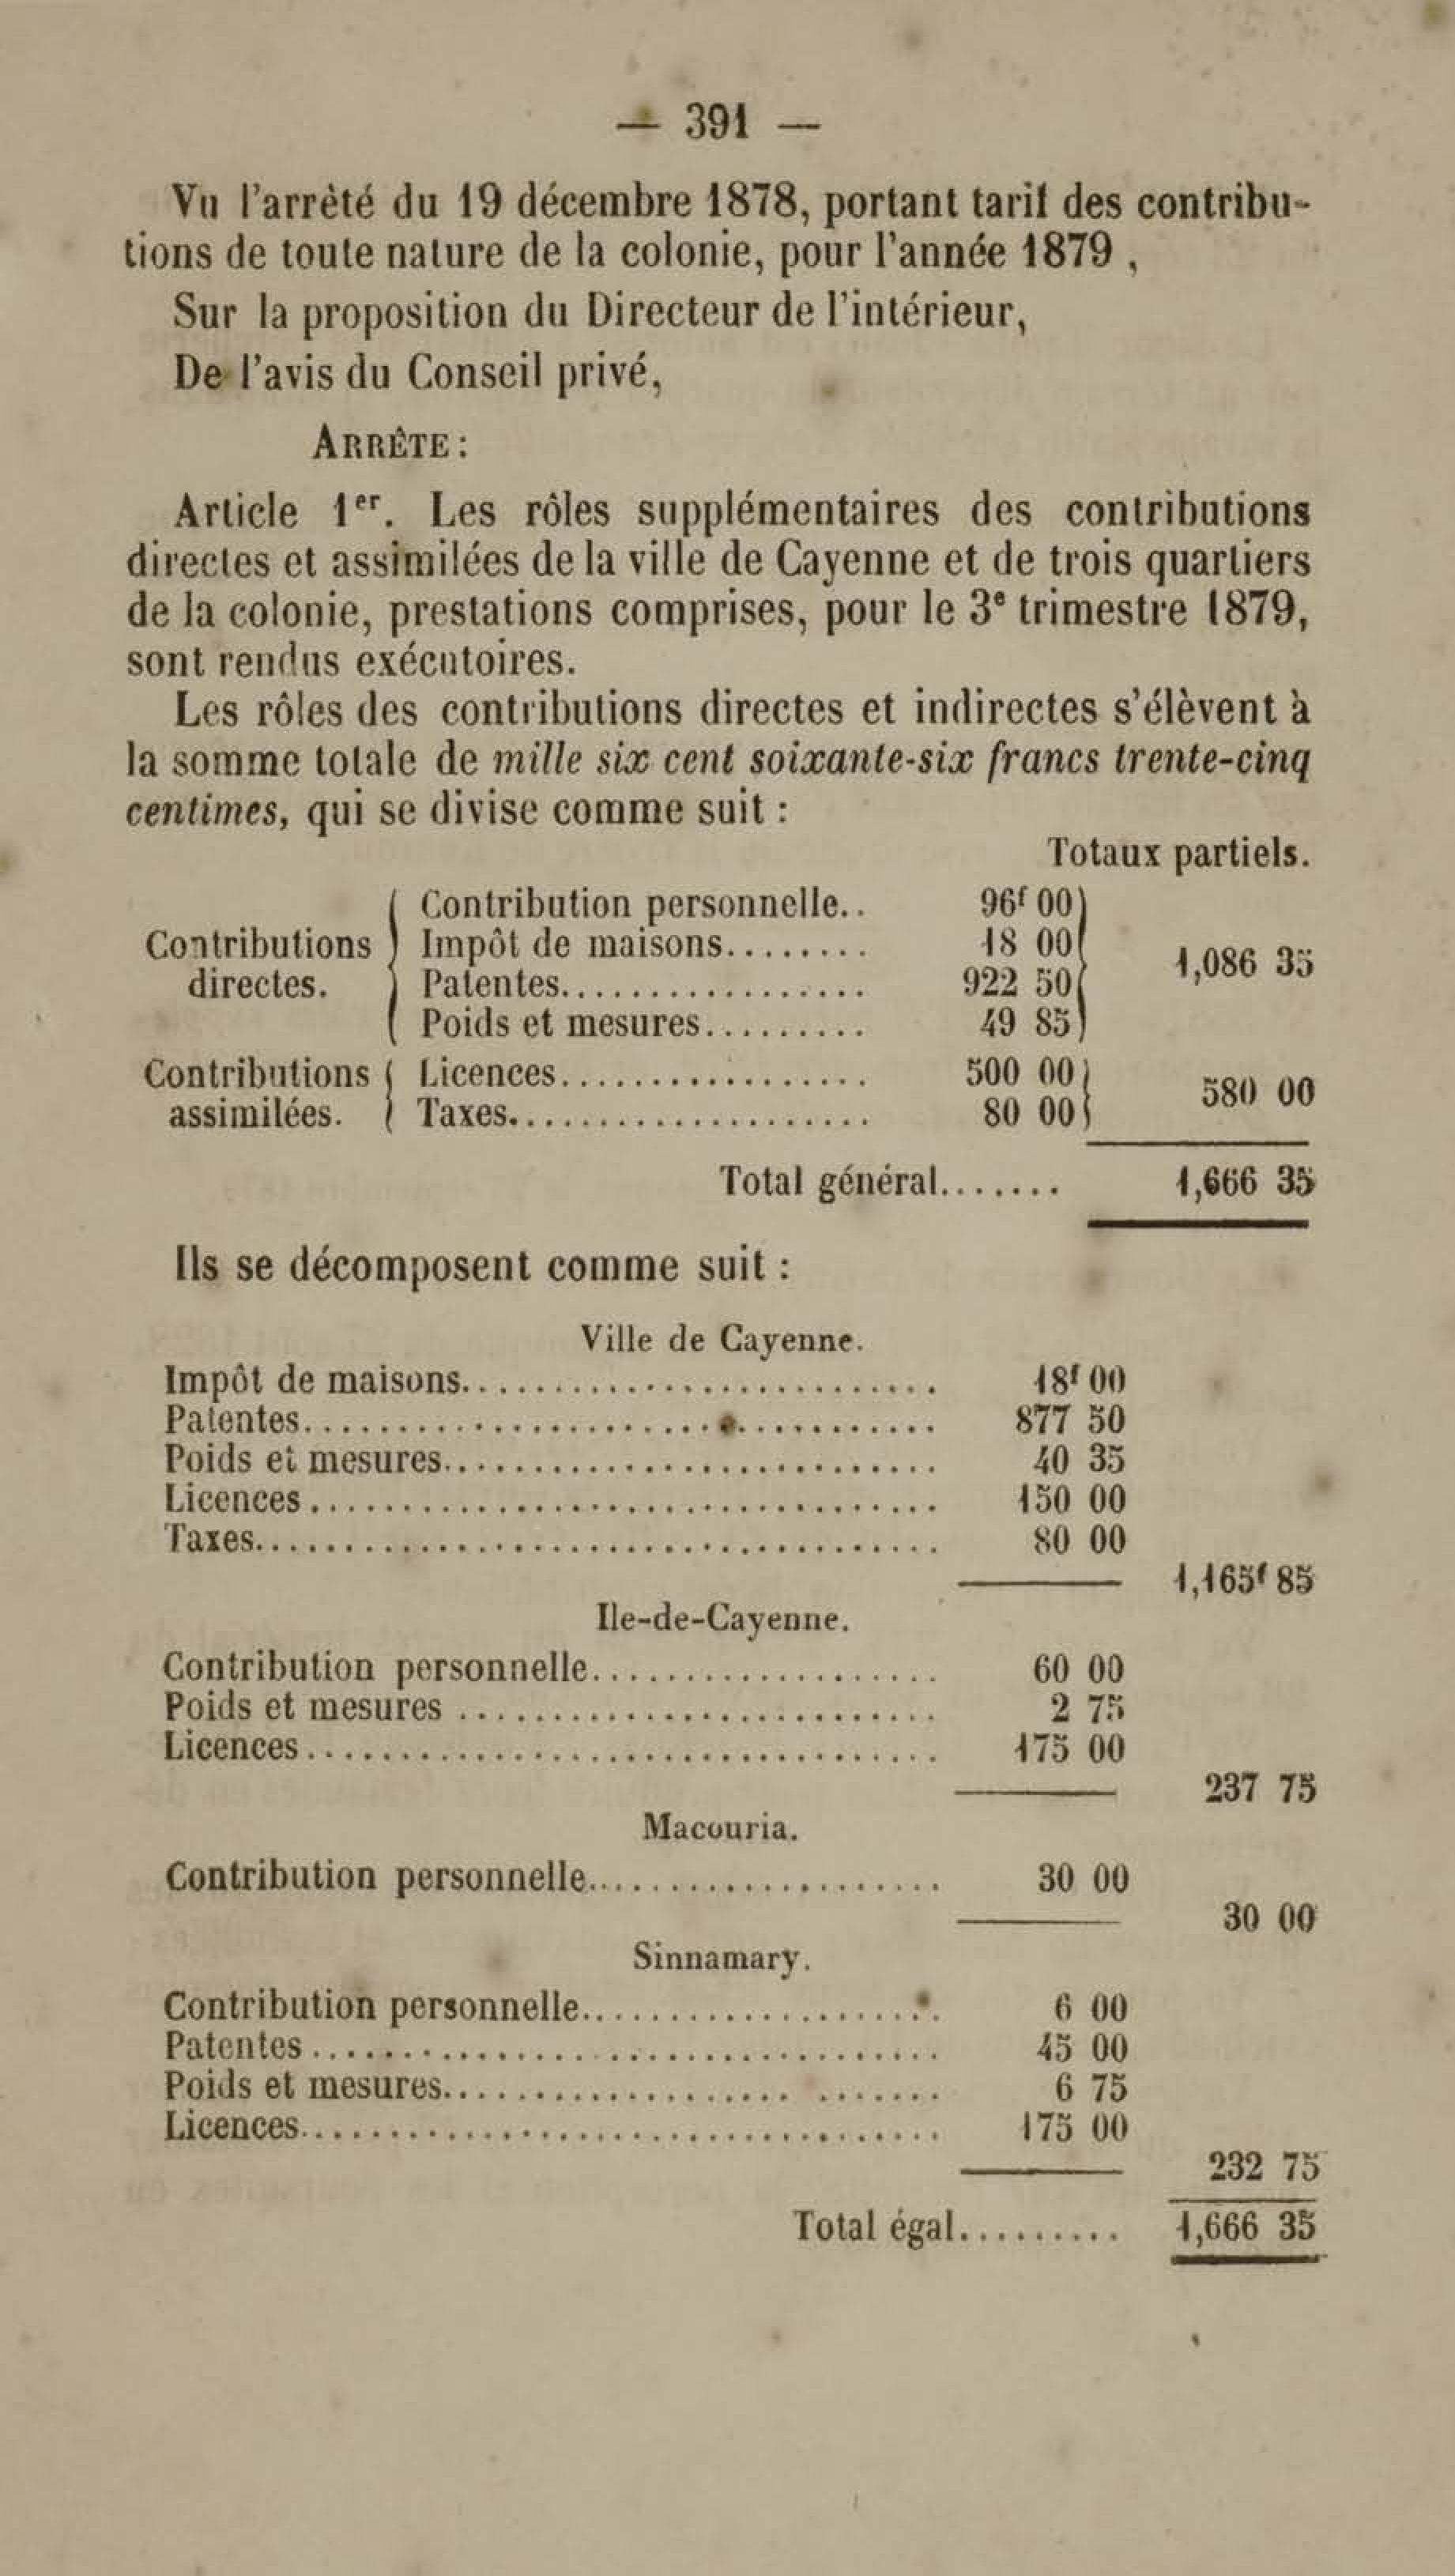 — 391 —
Vu l'arrêté du 19 décembre 1878, portant tarif des contribu-
tions de toute nature de la colonie, pour l'année 1879 ,
Sur la proposition du Directeur de l'intérieur,
De l'avis du Conseil privé,
ARRÊTE :
Article 1er. Les rôles supplémentaires des contributions
directes et assimilées de la ville de Cayenne et de trois quartiers
de la colonie, prestations comprises, pour le 3e trimestre 1879,
sont rendus exécutoires.
Les rôles des contributions directes et indirectes s'élèvent à
la somme totale de mille six cent soixante-six francs trente-cinq
centimes, qui se divise comme suit :
Totaux partiels.
Contribution personnelle.. 96f 00
Contributions Impôt de maisons........ 18 00 1,086 35
directes. Patentes................. 922 50
Poids et mesures......... 49 85
Contributions Licences................. 500 00 580 00
assimilées. Taxes.................... 80 00
Total général....... 1,666 35
Ils se décomposent comme suit :
Ville de Cayenne.
Impôt de maisons.......................... 18f 00
Patentes................................... 877 50
Poids et mesures........................... 40 35
Licences................................... 150 00
Taxes...................................... 80 00
1,165f 85
Ile-de-Cayenne.
Contribution personnelle................... 60 00
Poids et mesures .......................... 2 75
Licences................................... 175 00
237 75
Macouria.
Contribution personnelle.................... 30 00
30 00
Sinnamary.
Contribution personnelle.................... 6 00
Patentes................................... 45 00
Poids et mesures........................... 6 75
Licences................................... 175 00
232 75
Total égal......... 1,666 35